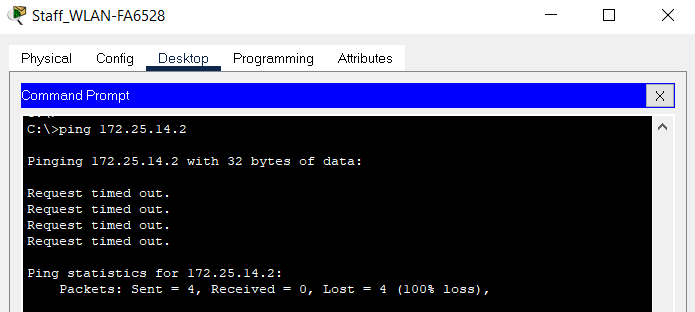 Staff_WLAN-FA6528
Physical Config Desktop Programming Attributes
Command Prompt X
C:\>ping 172.25.14.2
Pinging 172.25.14.2 with 32 bytes of data:
Request timed out.
Request timed out.
Request timed out.
Request timed out.
Ping statistics for 172.25.14.2:
Packets: Sent = 4, Received = 0, Lost = 4 (100% loss),